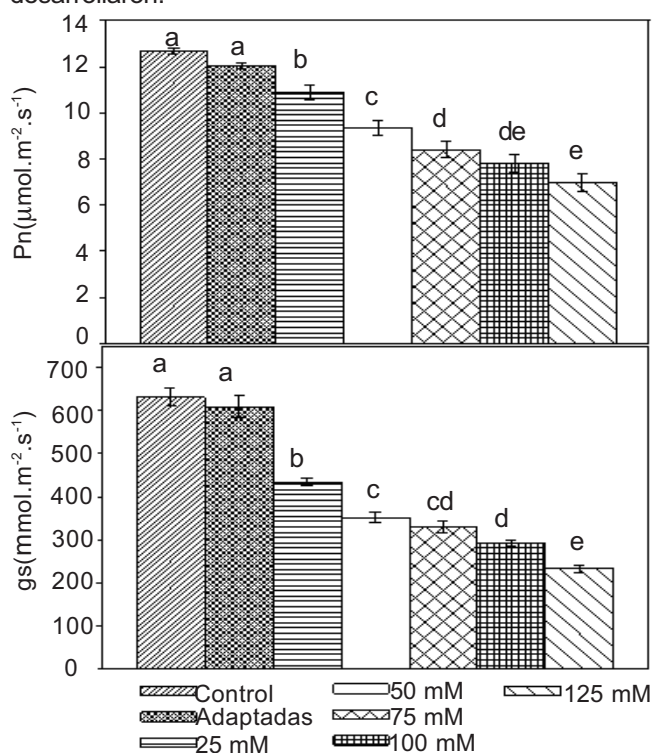 desarrollaron.
14
12
10
8
6
4
2
0
Pn(μmol.m-2.s-1)
a
a
b
c
d
de
e
700
600
500
400
300
200
100
0
gs(mmol.m-2.s-1)
a
a
b
c
cd
d
e
Control
50 mM
125 mM
Adaptadas
75 mM
25 mM
100 mM